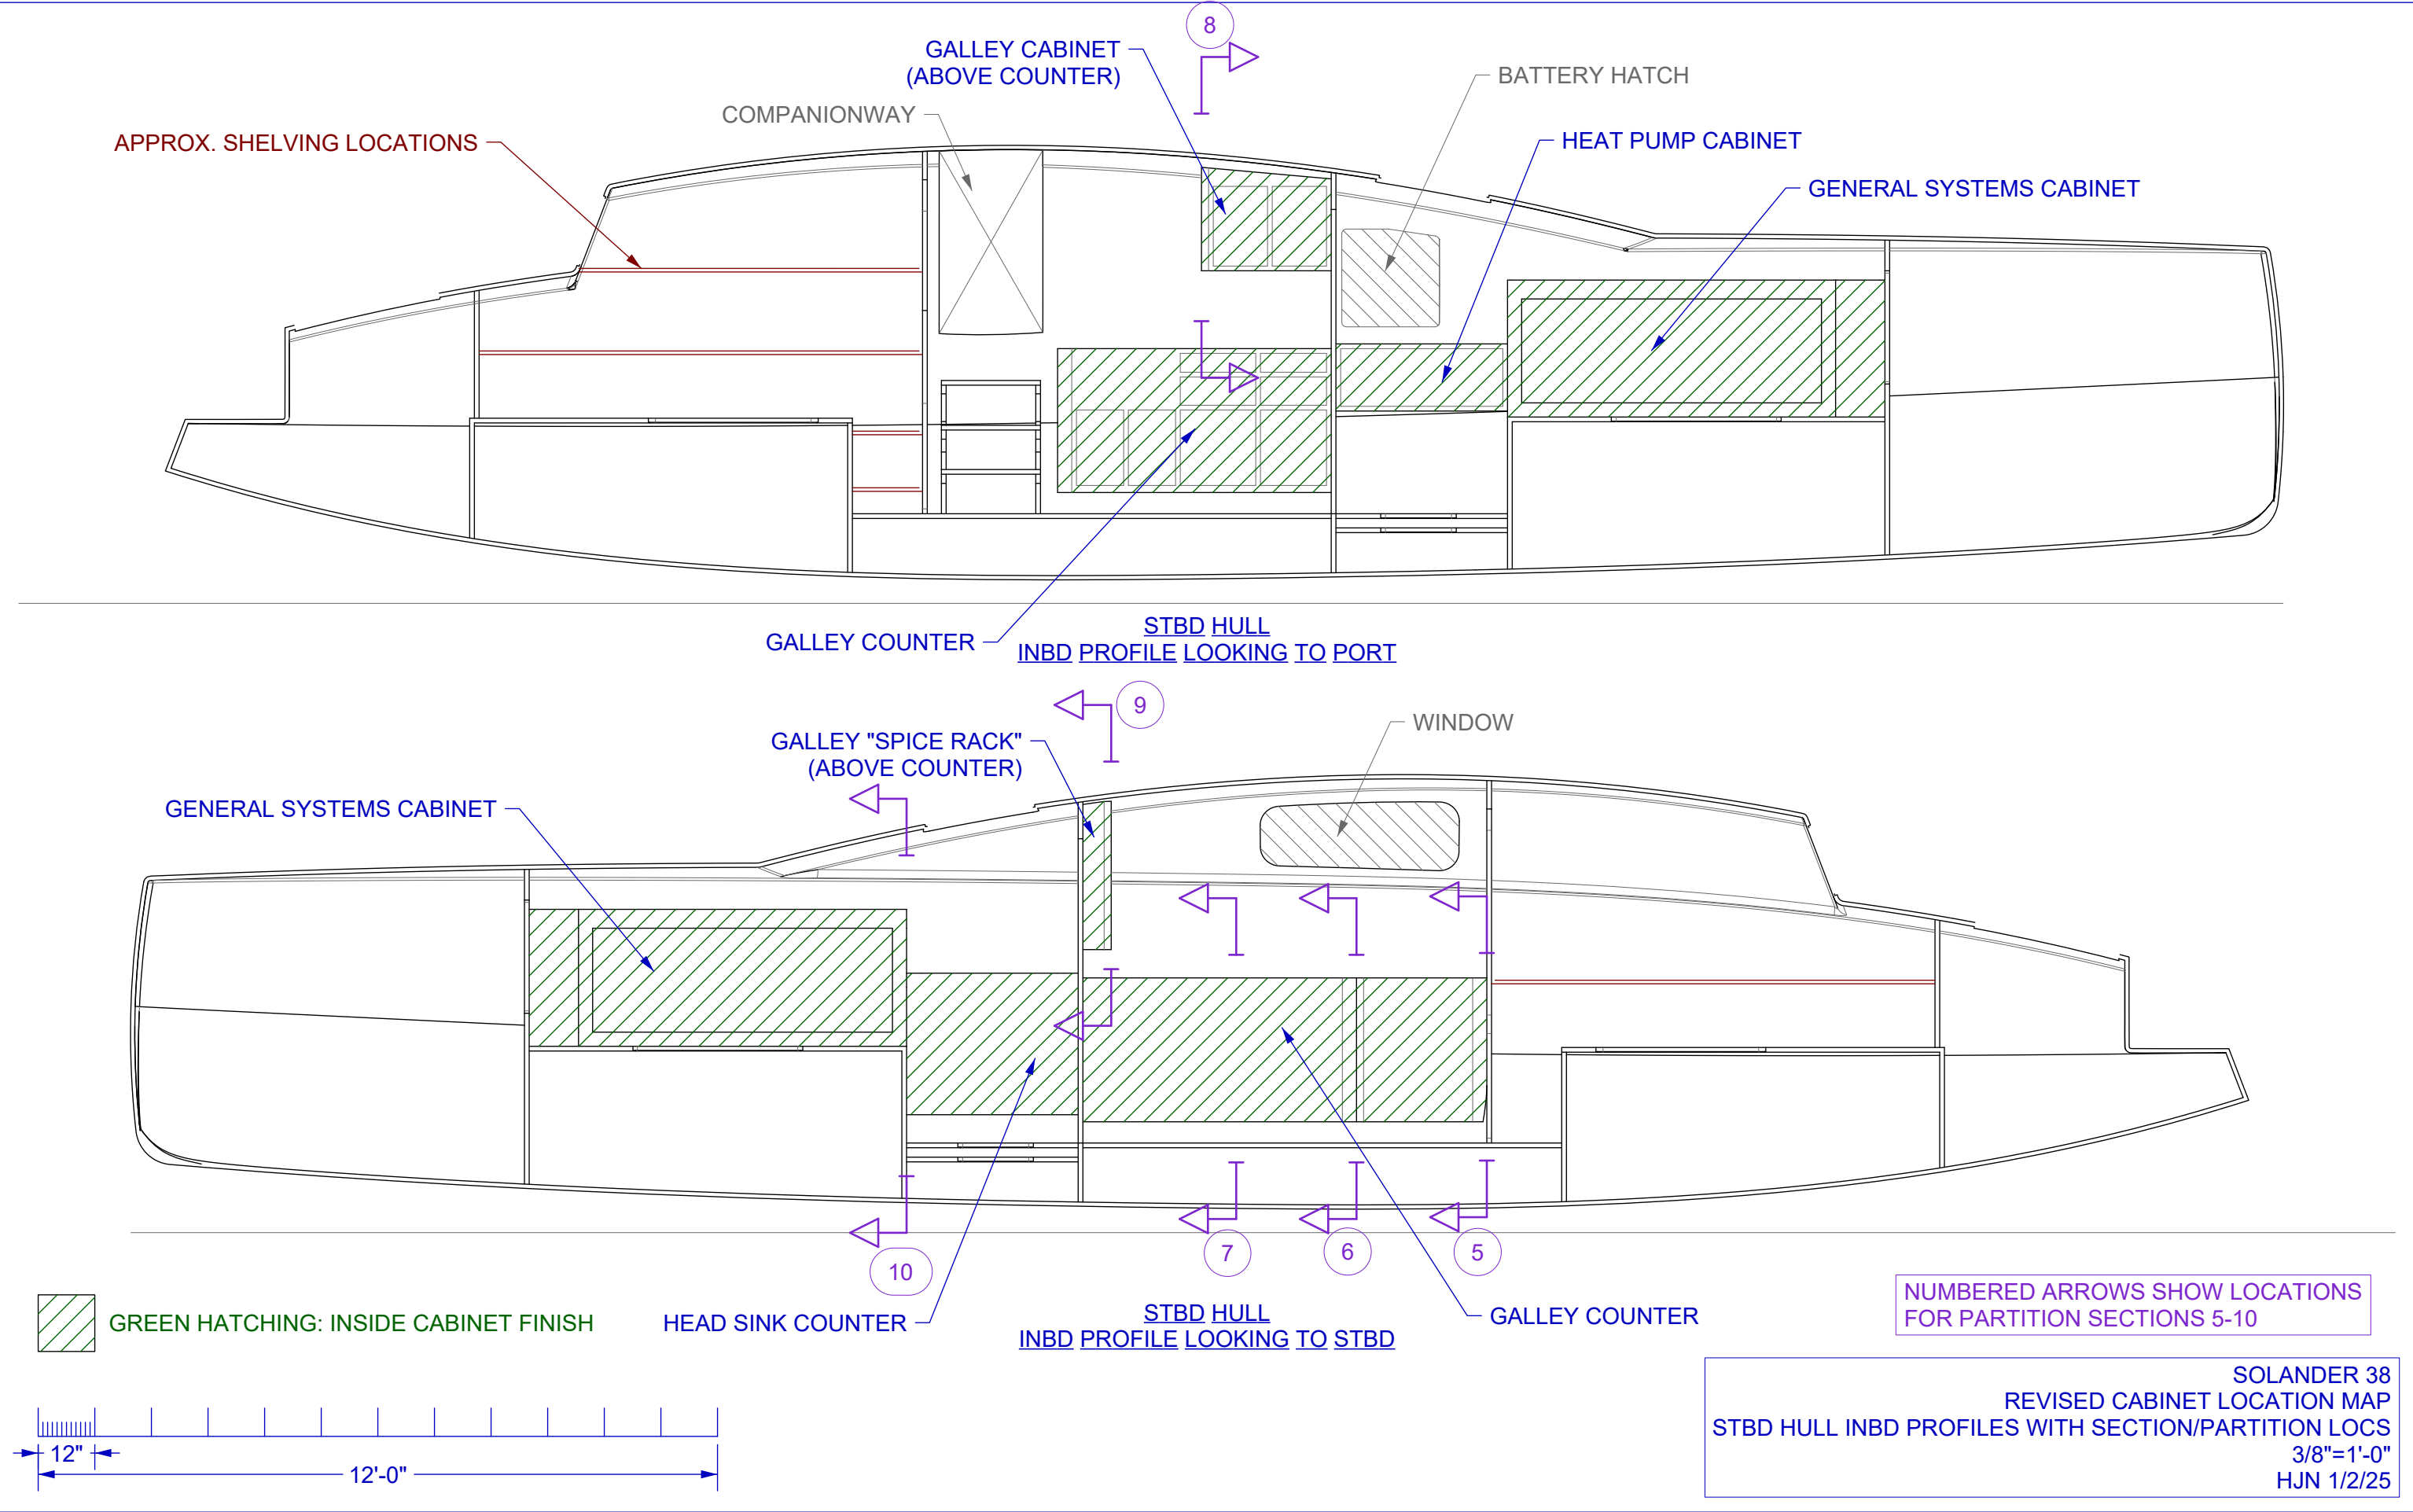 8
GALLEY CABINET
(ABOVE COUNTER)
BATTERY HATCH
COMPANIONWAY
APPROX. SHELVING LOCATIONS
HEAT PUMP CABINET
GENERAL SYSTEMS CABINET
GALLEY COUNTER
STBD HULL
INBD PROFILE LOOKING TO PORT
9
WINDOW
GALLEY "SPICE RACK"
(ABOVE COUNTER)
GENERAL SYSTEMS CABINET
10
7
6
5
GREEN HATCHING: INSIDE CABINET FINISH
HEAD SINK COUNTER
STBD HULL
INBD PROFILE LOOKING TO STBD
GALLEY COUNTER
NUMBERED ARROWS SHOW LOCATIONS
FOR PARTITION SECTIONS 5-10
12"
12'-0"
SOLANDER 38
REVISED CABINET LOCATION MAP
STBD HULL INBD PROFILES WITH SECTION/PARTITION LOCS
3/8"=1'-0"
HJN 1/2/25